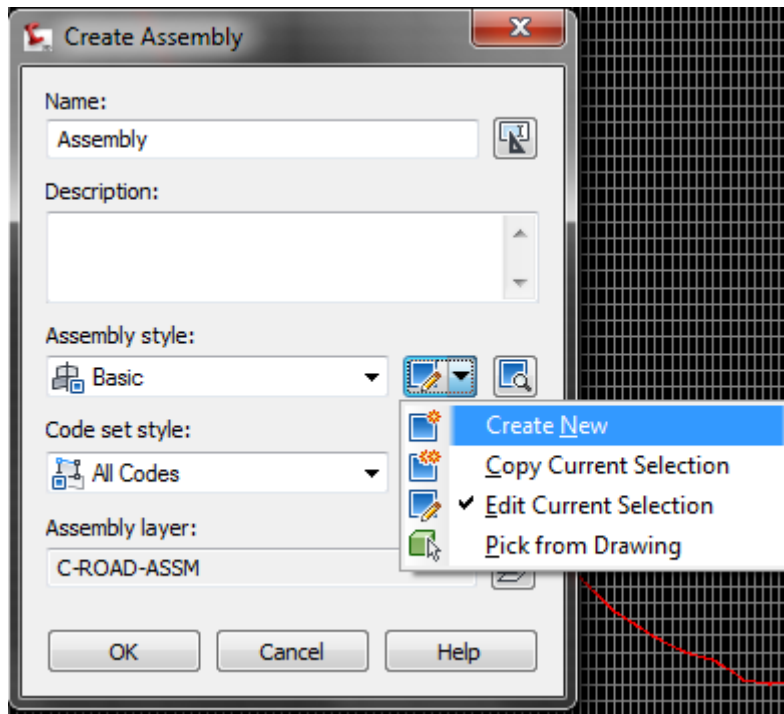 Create Assembly
Name:
Assembly
Description:
Assembly style:
Basic
Create New
Code set style:
Copy Current Selection
All Codes
Edit Current Selection
Assembly layer:
Pick from Drawing
C-ROAD-ASSM
OK Cancel Help